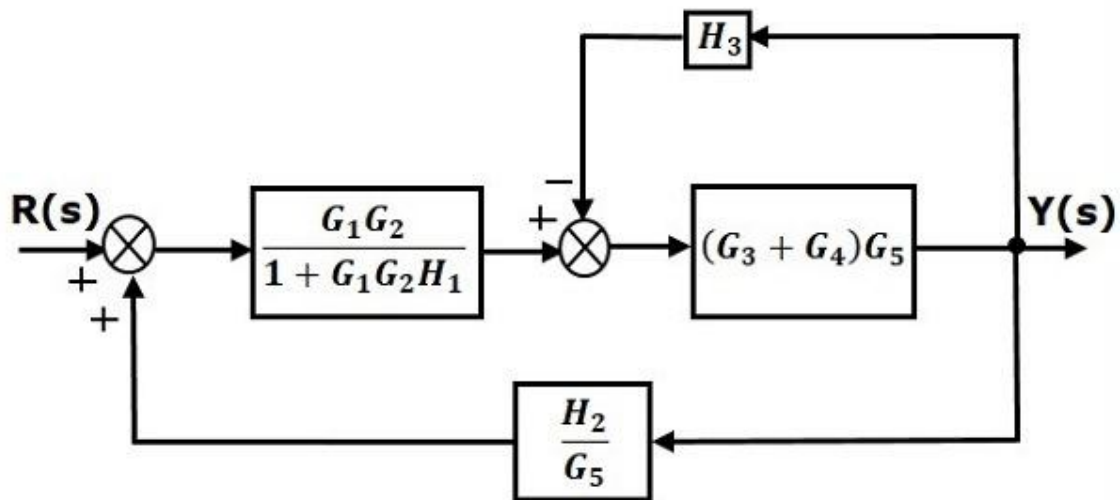 H₃
R(s)
+
+
G₁G₂
1 + G₁G₂H₁
−
+
(G₃ + G₄)G₅
Y(s)
H₂
G₅